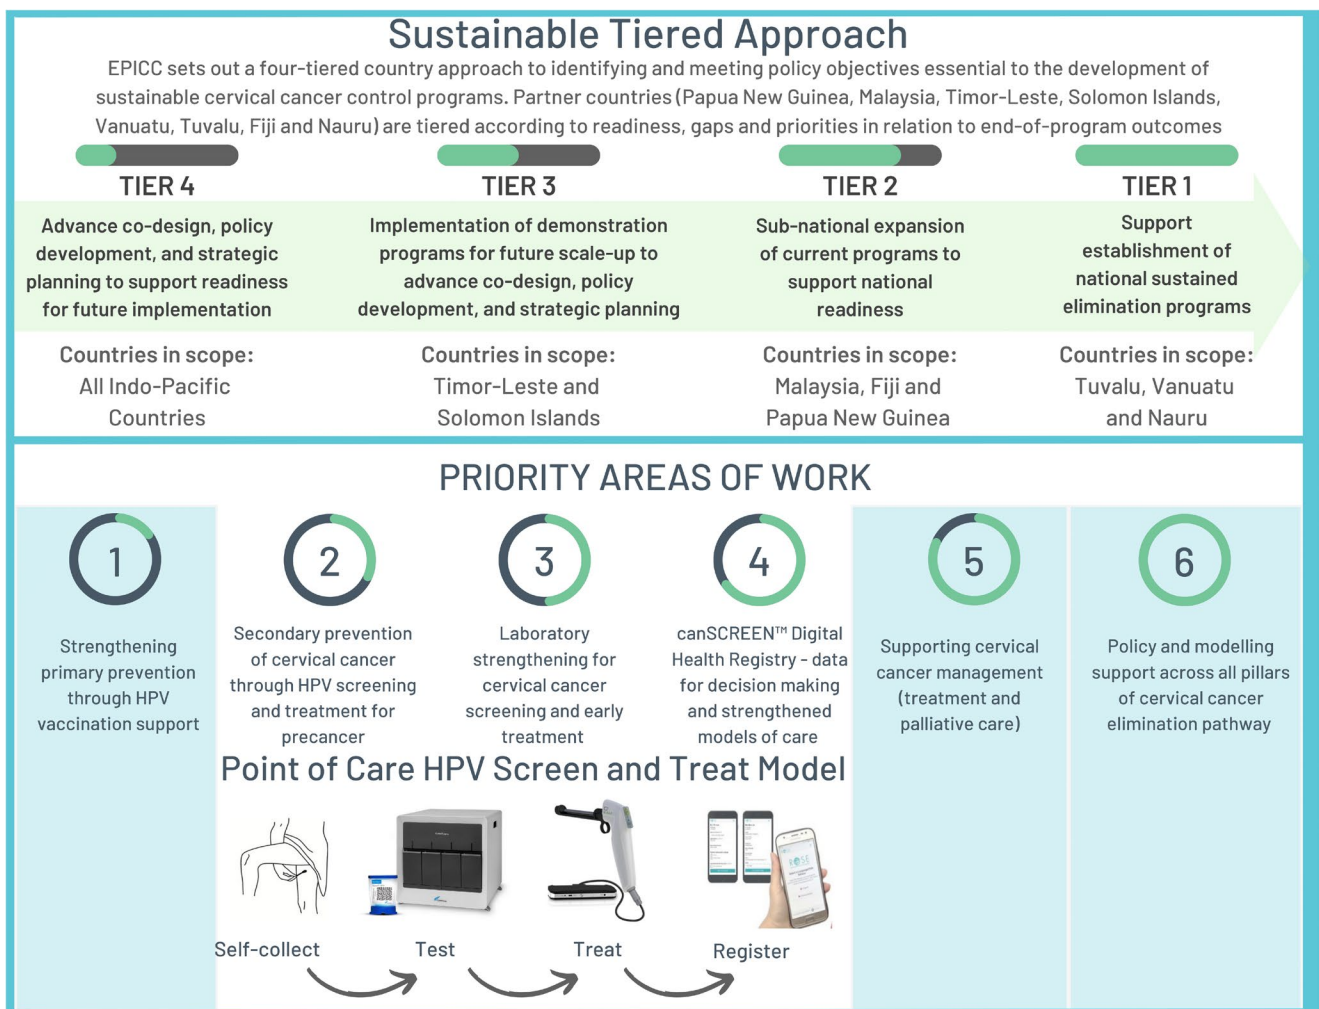 Sustainable Tiered Approach
EPICC sets out a four-tiered country approach to identifying and meeting policy objectives essential to the development of
sustainable cervical cancer control programs. Partner countries (Papua New Guinea, Malaysia, Timor-Leste, Solomon Islands,
Vanuatu, Tuvalu, Fiji and Nauru) are tiered according to readiness, gaps and priorities in relation to end-of-program outcomes
TIER 4
Advance co-design, policy
development, and strategic
planning to support readiness
for future implementation
Countries in scope:
All Indo-Pacific
Countries
TIER 3
Implementation of demonstration
programs for future scale-up to
advance co-design, policy
development, and strategic planning
Countries in scope:
Timor-Leste and
Solomon Islands
TIER 2
Sub-national expansion
of current programs to
support national
readiness
Countries in scope:
Malaysia, Fiji and
Papua New Guinea
TIER 1
Support
establishment of
national sustained
elimination programs
Countries in scope:
Tuvalu, Vanuatu
and Nauru
PRIORITY AREAS OF WORK
1
Strengthening
primary prevention
through HPV
vaccination support
2
Secondary prevention
of cervical cancer
through HPV screening
and treatment for
precancer
3
Laboratory
strengthening for
cervical cancer
screening and early
treatment
4
canSCREEN™ Digital
Health Registry - data
for decision making
and strengthened
models of care
5
Supporting cervical
cancer management
(treatment and
palliative care)
6
Policy and modelling
support across all pillars
of cervical cancer
elimination pathway
Point of Care HPV Screen and Treat Model
Self-collect
Test
Treat
Register